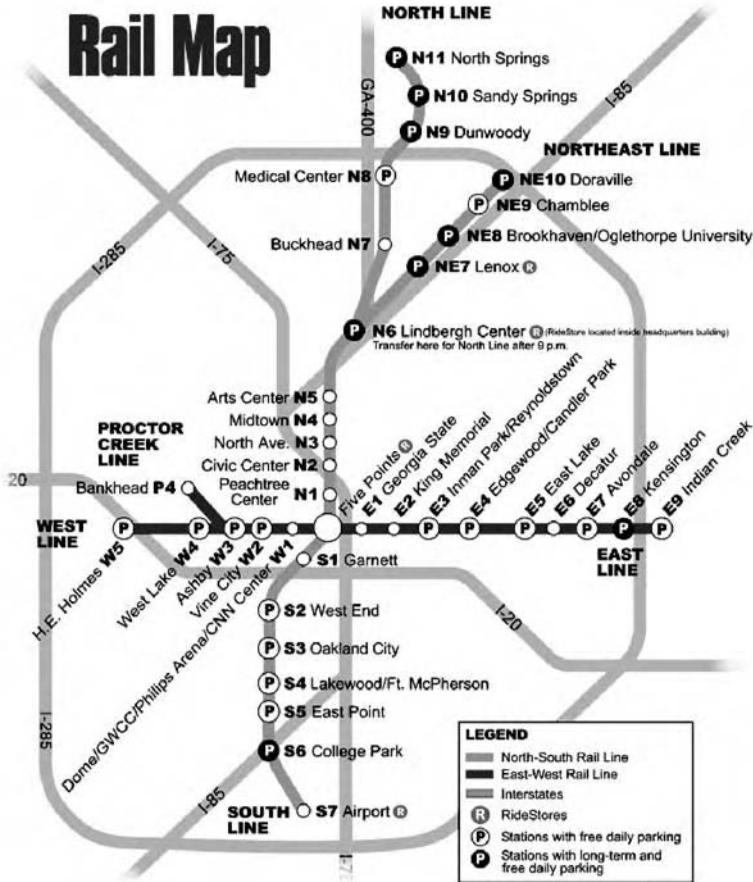 Rail Map
NORTH LINE
N11 North Springs
N10 Sandy Springs
N9 Dunwoody
GA-400
I-85
NORTHEAST LINE
Medical Center N8
NE10 Doraville
NE9 Chamblee
NE8 Brookhaven/Oglethorpe University
NE7 Lenox R
Buckhead N7
I-285
I-75
N6 Lindbergh Center R (RideStore located inside headquarters building)
Transfer here for North Line after 9 p.m.
Arts Center N5
Midtown N4
North Ave. N3
Civic Center N2
Peachtree
Center N1
PROCTOR
CREEK
LINE
Bankhead P4
20
WEST
LINE
H.E. Holmes W5
West Lake W4
Ashby W3
Vine City W2
Dome/GWCC/Philips Arena/CNN Center W1
Five Points R
E1 Georgia State
E2 King Memorial
E3 Inman Park/Reynoldstown
E4 Edgewood/Candler Park
E5 East Lake
E6 Decatur
E7 Avondale
E8 Kensington
E9 Indian Creek
EAST
LINE
S1 Garnett
S2 West End
S3 Oakland City
S4 Lakewood/Ft. McPherson
S5 East Point
S6 College Park
S7 Airport R
SOUTH
LINE
I-20
I-285
I-85
I-7
LEGEND
North-South Rail Line
East-West Rail Line
Interstates
R RideStores
P Stations with free daily parking
P Stations with long-term and
free daily parking